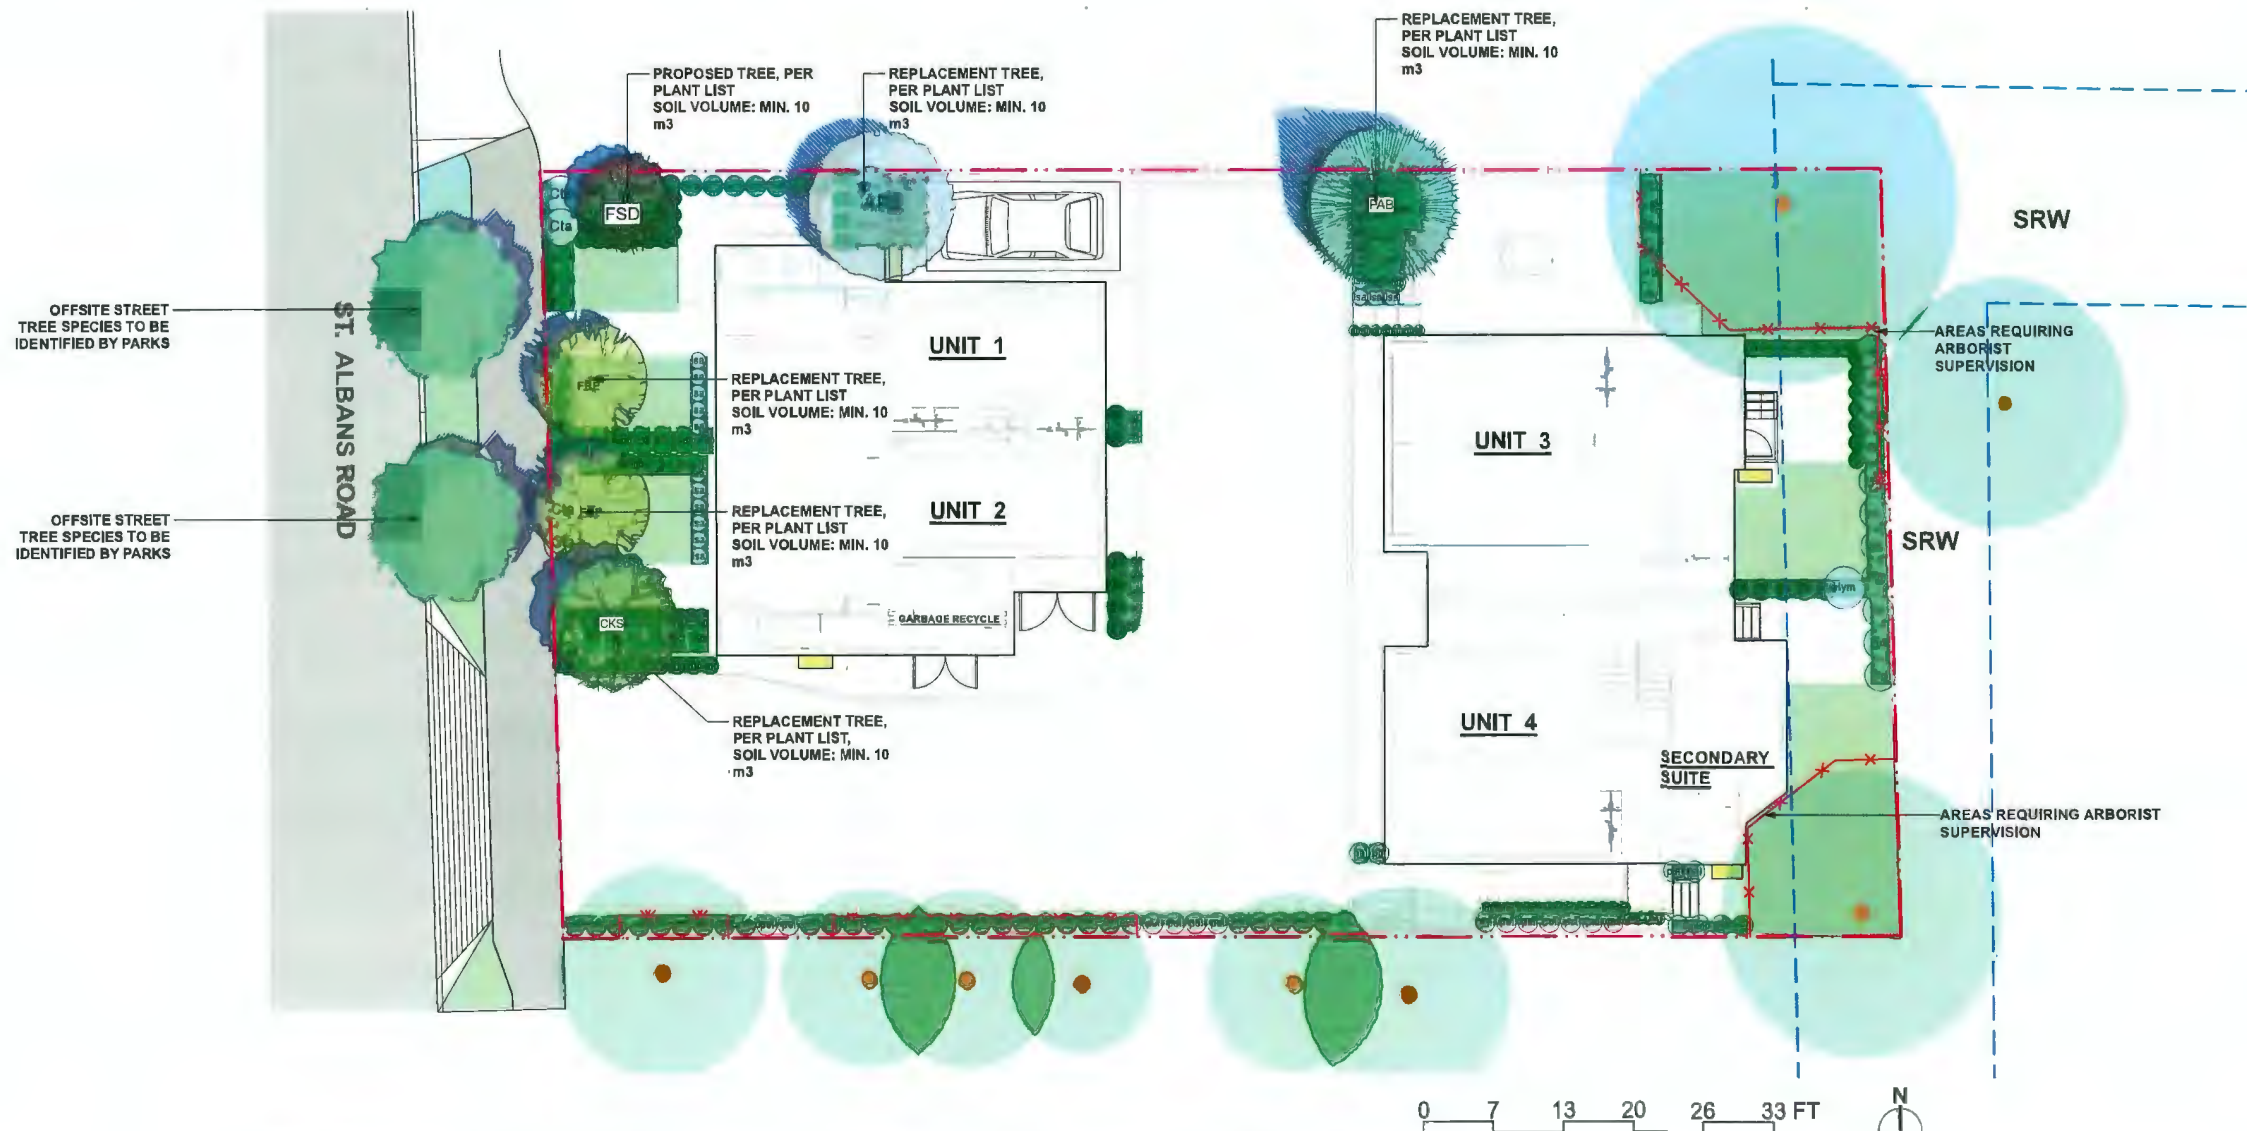 REPLACEMENT TREE,
PER PLANT LIST
SOIL VOLUME: MIN. 10
m3
PROPOSED TREE, PER
PLANT LIST
SOIL VOLUME: MIN. 10
m3
REPLACEMENT TREE,
PER PLANT LIST
SOIL VOLUME: MIN. 10
m3
FSD
Cta
PAB
SRW
OFFSITE STREET
TREE SPECIES TO BE
IDENTIFIED BY PARKS
ST. ALBANS ROAD
UNIT 1
AREAS REQUIRING
ARBORIST
SUPERVISION
REPLACEMENT TREE,
PER PLANT LIST
SOIL VOLUME: MIN. 10
m3
UNIT 3
OFFSITE STREET
TREE SPECIES TO BE
IDENTIFIED BY PARKS
REPLACEMENT TREE,
PER PLANT LIST
SOIL VOLUME: MIN. 10
m3
UNIT 2
SRW
CKS
GARBAGE RECYCLE
REPLACEMENT TREE,
PER PLANT LIST,
SOIL VOLUME: MIN. 10
m3
UNIT 4
SECONDARY
SUITE
AREAS REQUIRING ARBORIST
SUPERVISION
0 7 13 20 26 33 FT
N